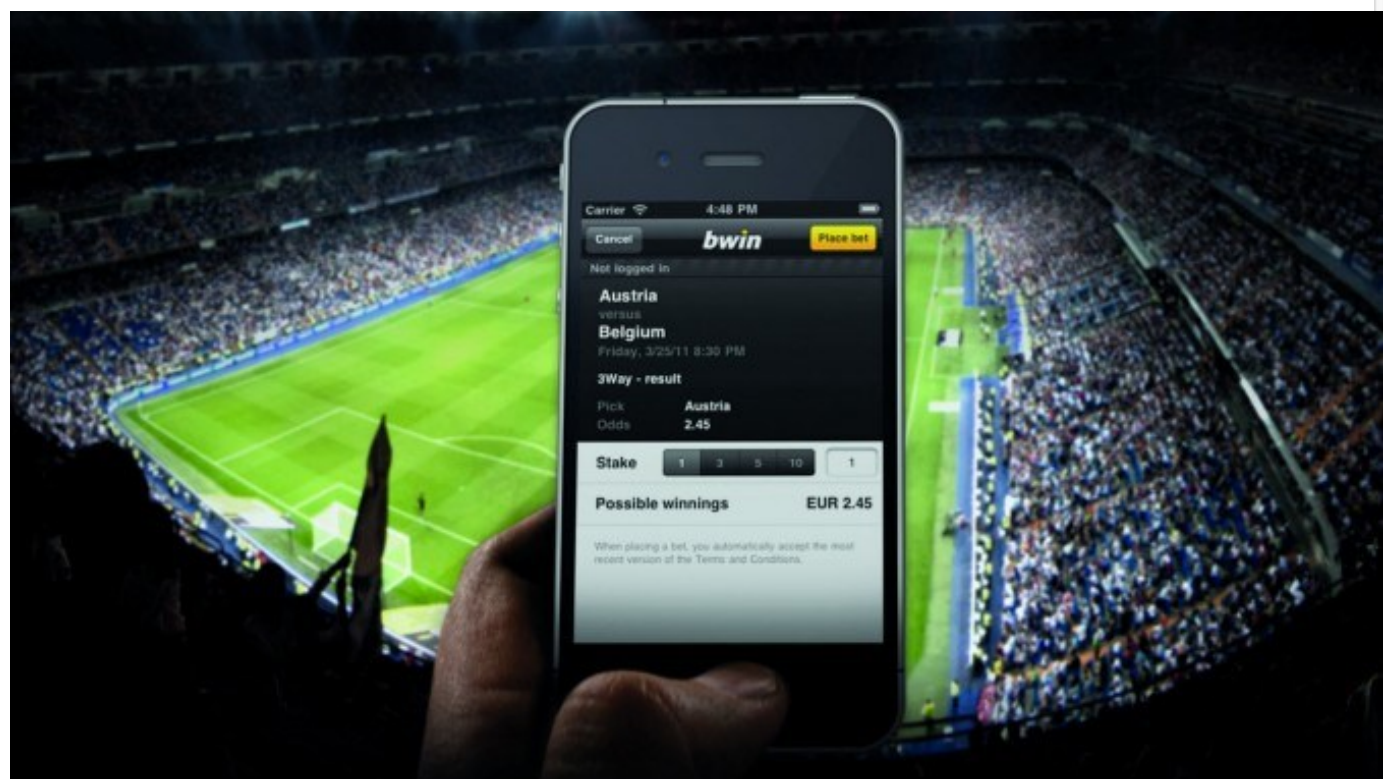 Carrier 4:48 PM
Cancel bwin Place bet
Not logged in
Austria
versus
Belgium
Friday, 3/25/11 8:30 PM
3Way - result
Pick Austria
Odds 2.45
Stake 1 3 5 10 1
Possible winnings EUR 2.45
When placing a bet, you automatically accept the most
recent version of the Terms and Conditions.